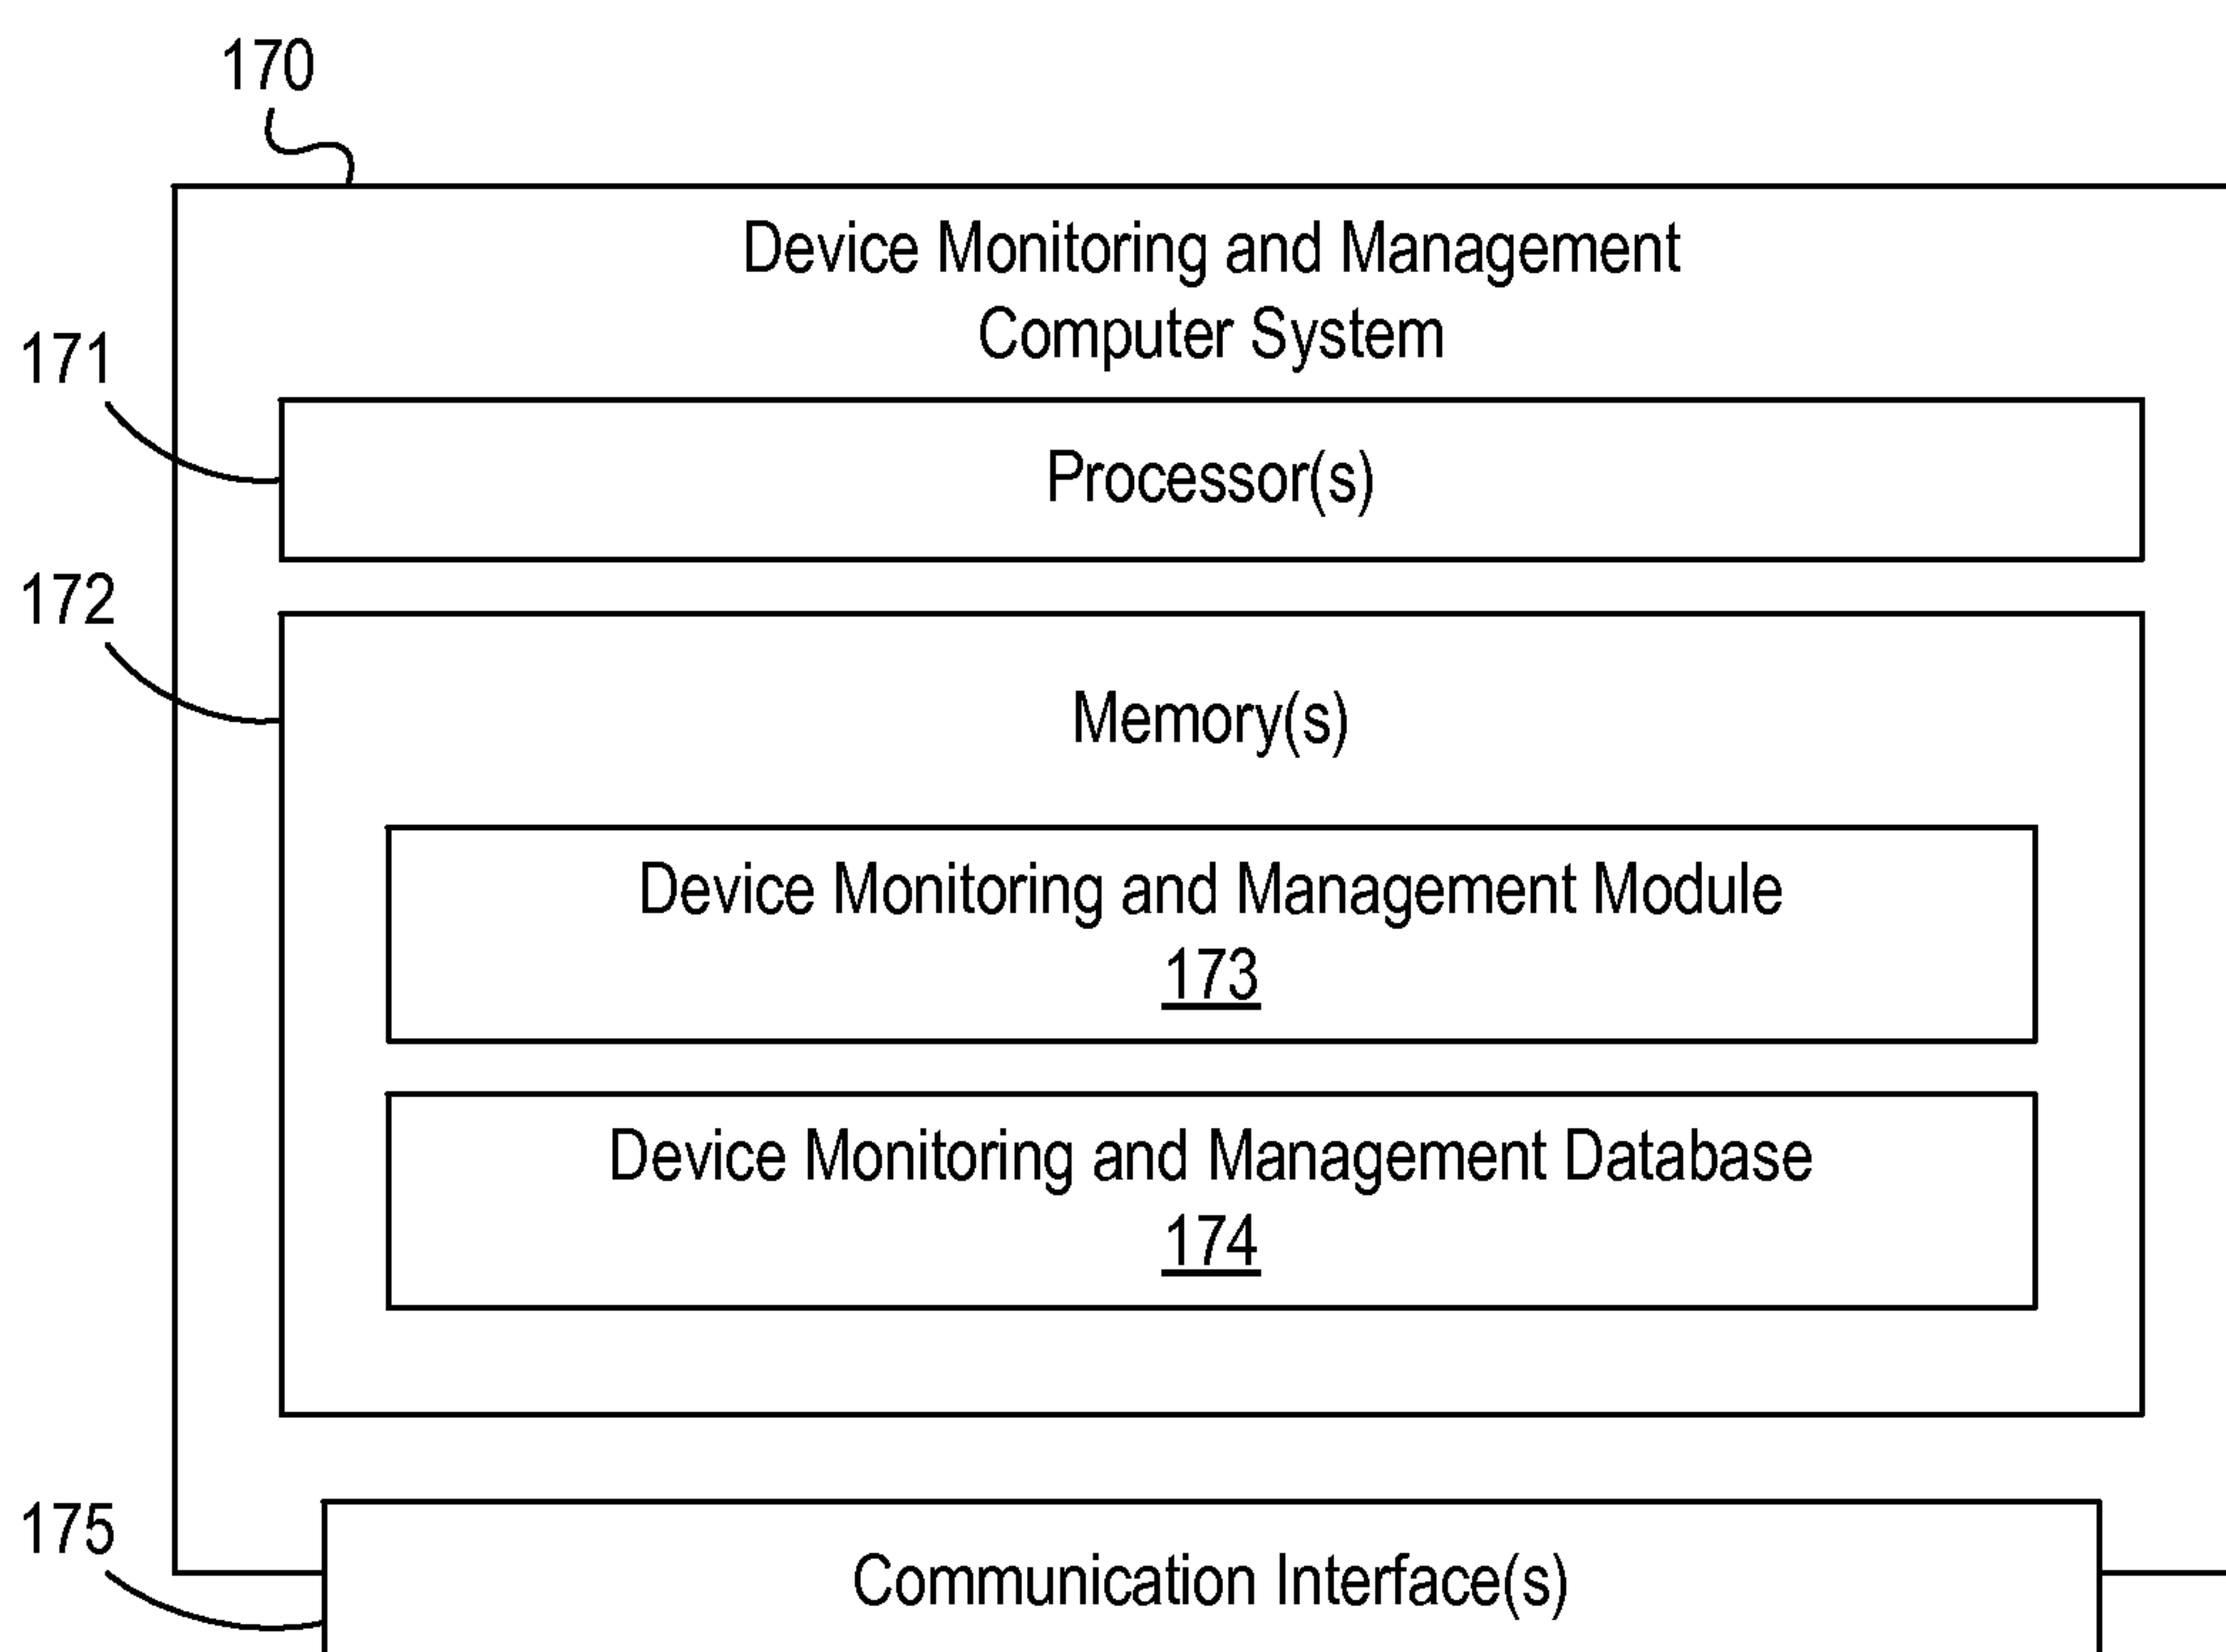 170
Device Monitoring and Management
Computer System
171
Processor(s)
172
Memory(s)
Device Monitoring and Management Module
173
Device Monitoring and Management Database
174
175
Communication Interface(s)